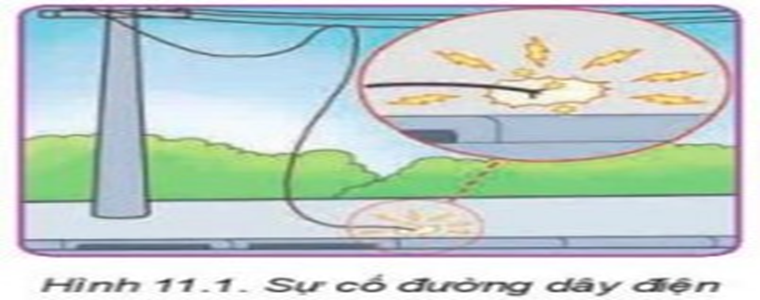 Hình 11.1. Sự cố đường dây điện